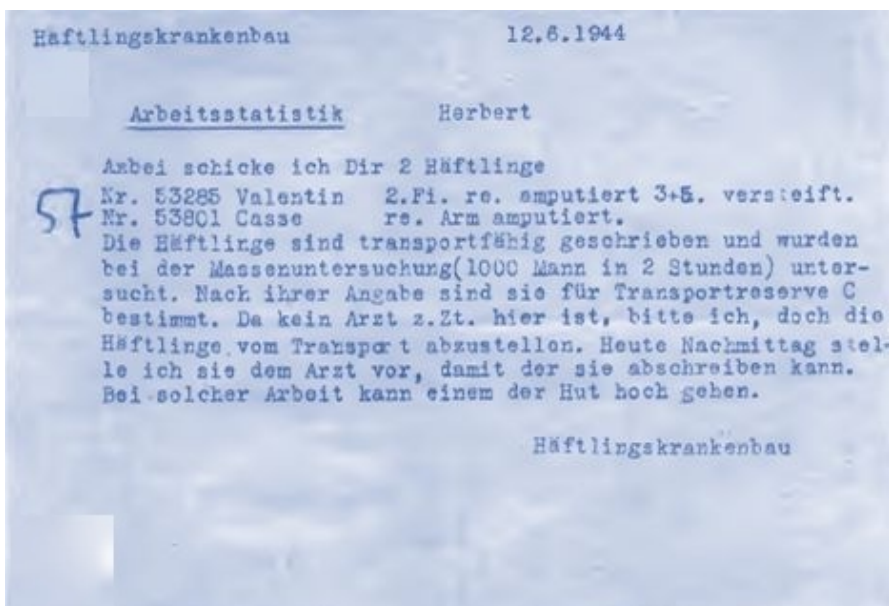 Häftlingskrankenbau 12.6.1944
Arbeitsstatistik Herbert
Anbei schicke ich Dir 2 Häftlinge
57 Nr. 53285 Valentin 2.Fi. re. amputiert 3+5. versteift.
Nr. 53801 Casse re. Arm amputiert.
Die Häftlinge sind transportfähig geschrieben und wurden
bei der Massenuntersuchung(1000 Mann in 2 Stunden) unter-
sucht. Nach ihrer Angabe sind sie für Transportreserve C
bestimmt. Da kein Arzt z.Zt. hier ist, bitte ich, doch die
Häftlinge vom Transport abzustellen. Heute Nachmittag stel-
le ich sie dem Arzt vor, damit der sie abschreiben kann.
Bei solcher Arbeit kann einem der Hut hoch gehen.
Häftlingskrankenbau